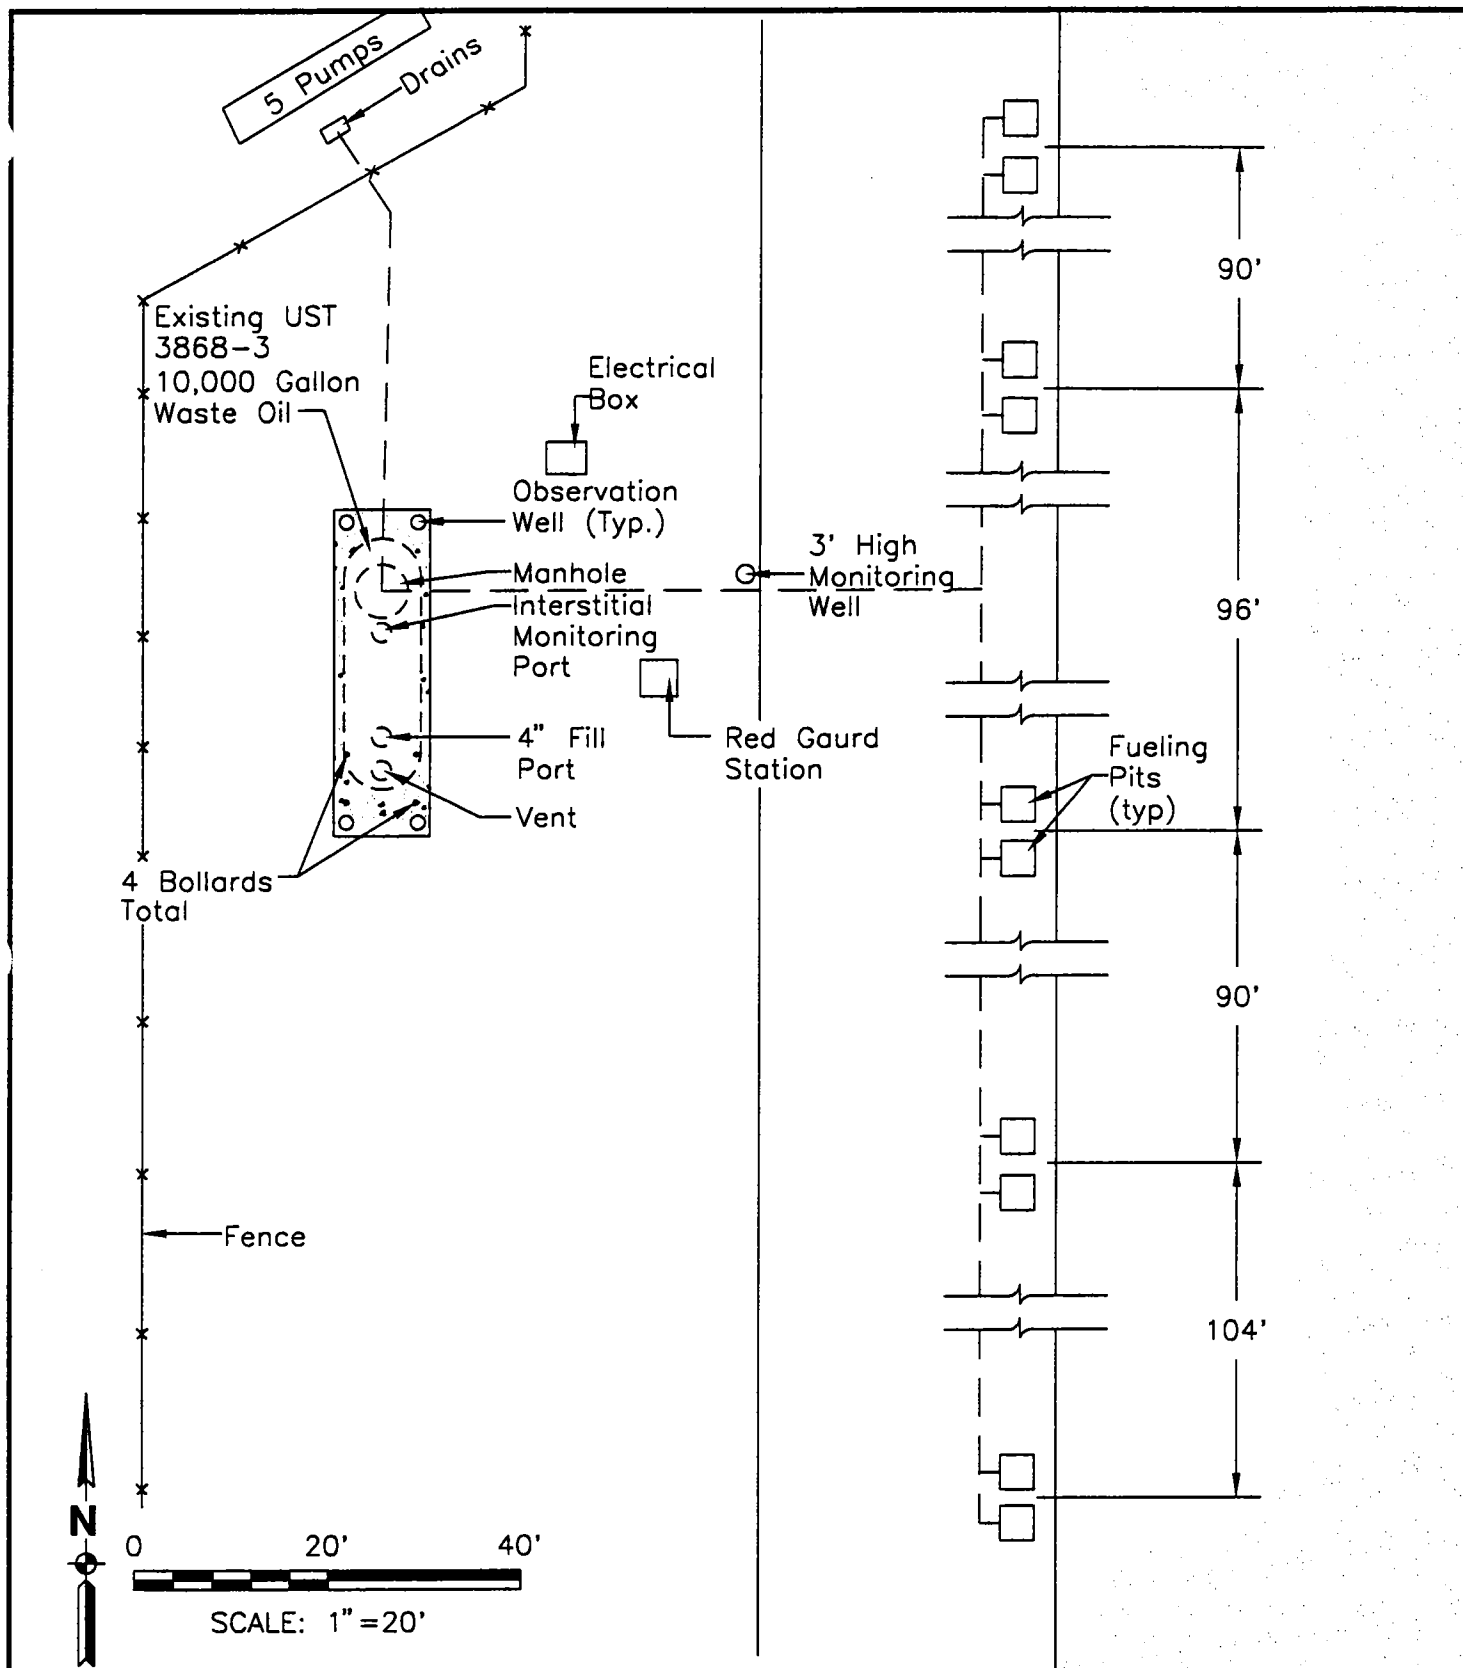 5 Pumps
Drains
90'
Existing UST
3868-3
10,000 Gallon
Waste Oil
Electrical
Box
Observation
Well (Typ.)
3' High
Monitoring
Well
Manhole
Interstitial
Monitoring
Port
96'
4" Fill
Port
Red Gaurd
Station
Fueling
Pits
(typ)
Vent
4 Bollards
Total
90'
Fence
104'
N
0 20' 40'
SCALE: 1"=20'